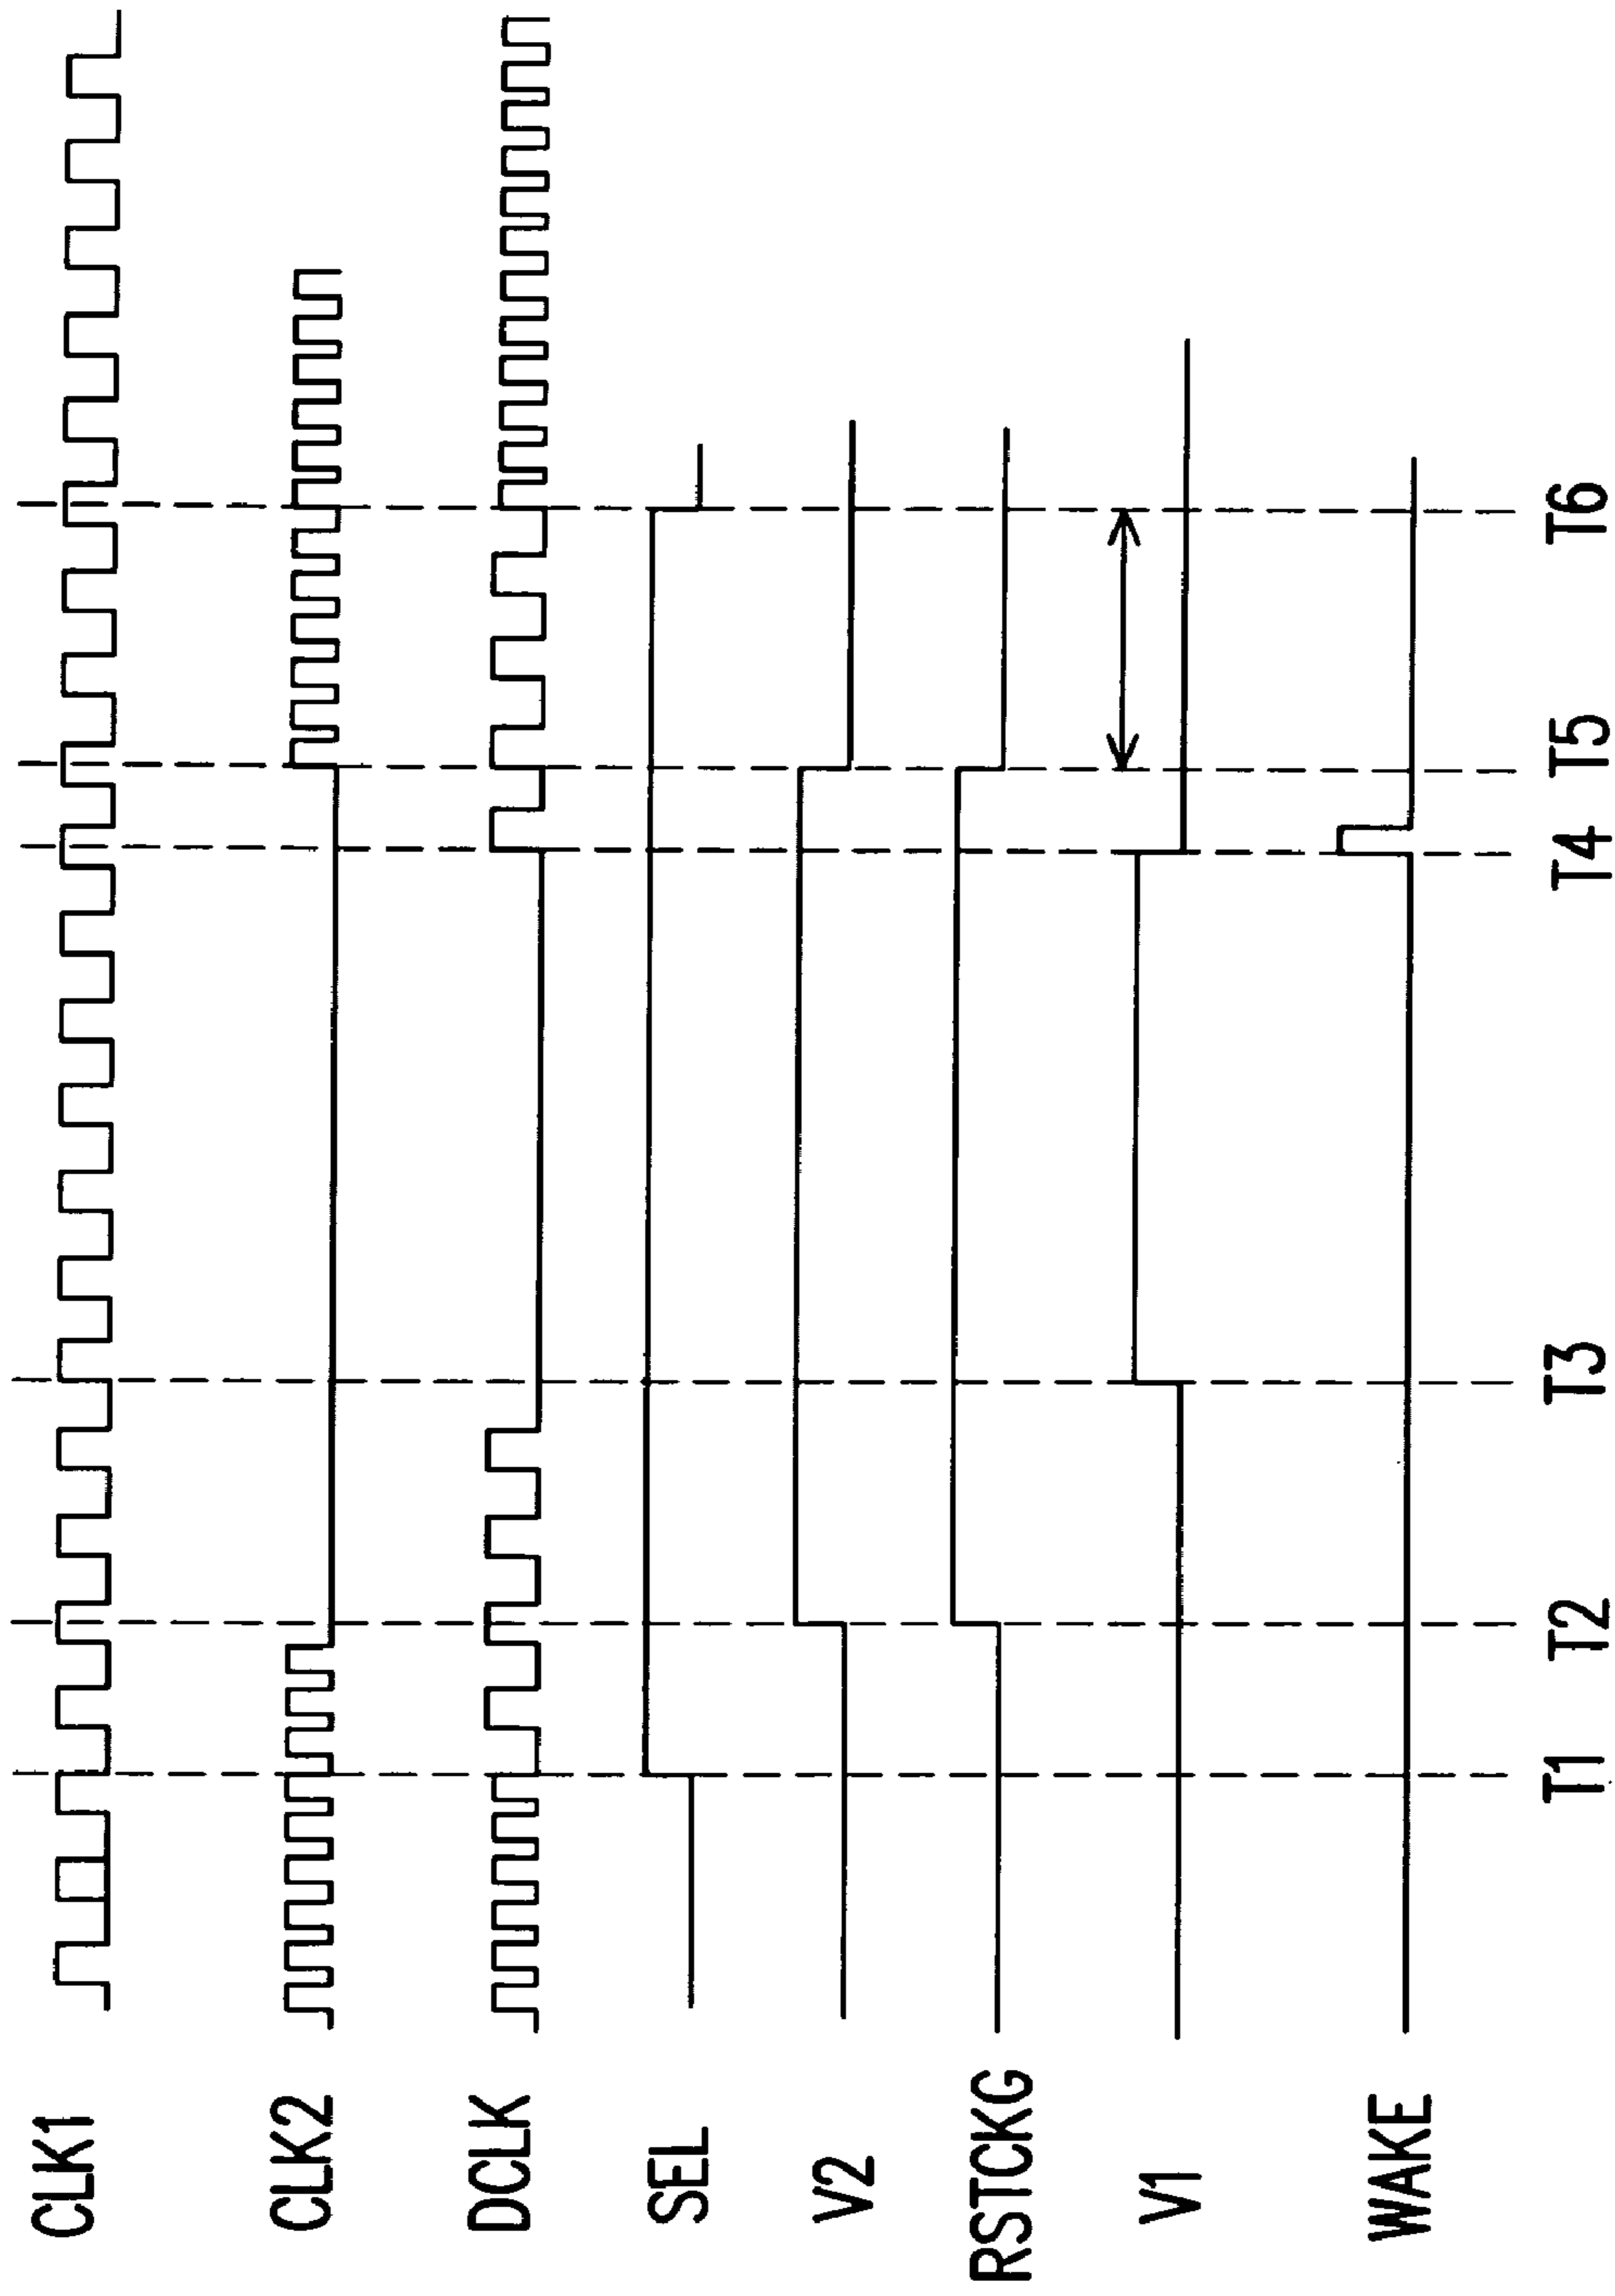 CLK1
CLK2
DCLK
SEL
V2
RSTCKG
V1
WAKE
T1 T2 T3 T4 T5 T6